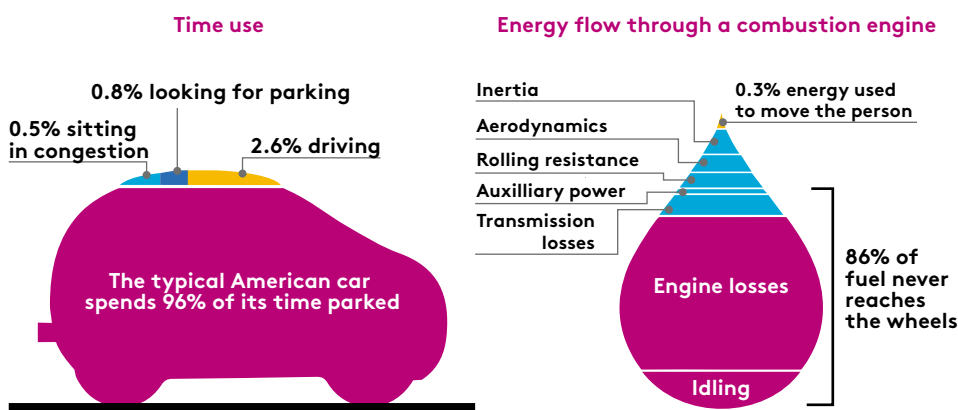 Time use
0.8% looking for parking
0.5% sitting
in congestion
2.6% driving
The typical American car
spends 96% of its time parked
Energy flow through a combustion engine
Inertia
Aerodynamics
Rolling resistance
Auxilliary power
Transmission
losses
0.3% energy used
to move the person
Engine losses
Idling
86% of
fuel never
reaches
the wheels